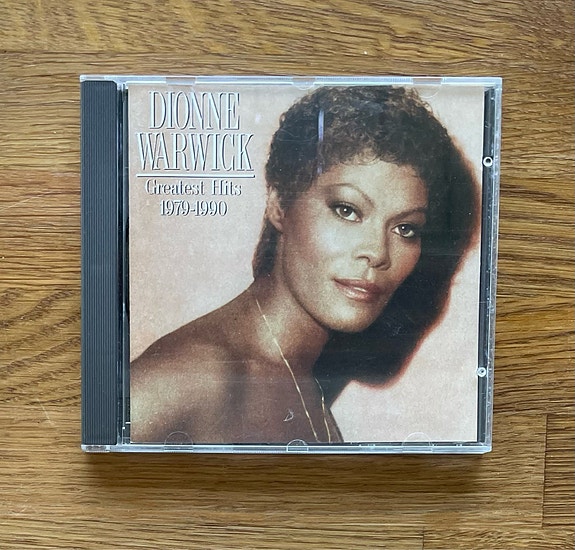 DIONNE
WARWICK
Greatest Hits
1979-1990